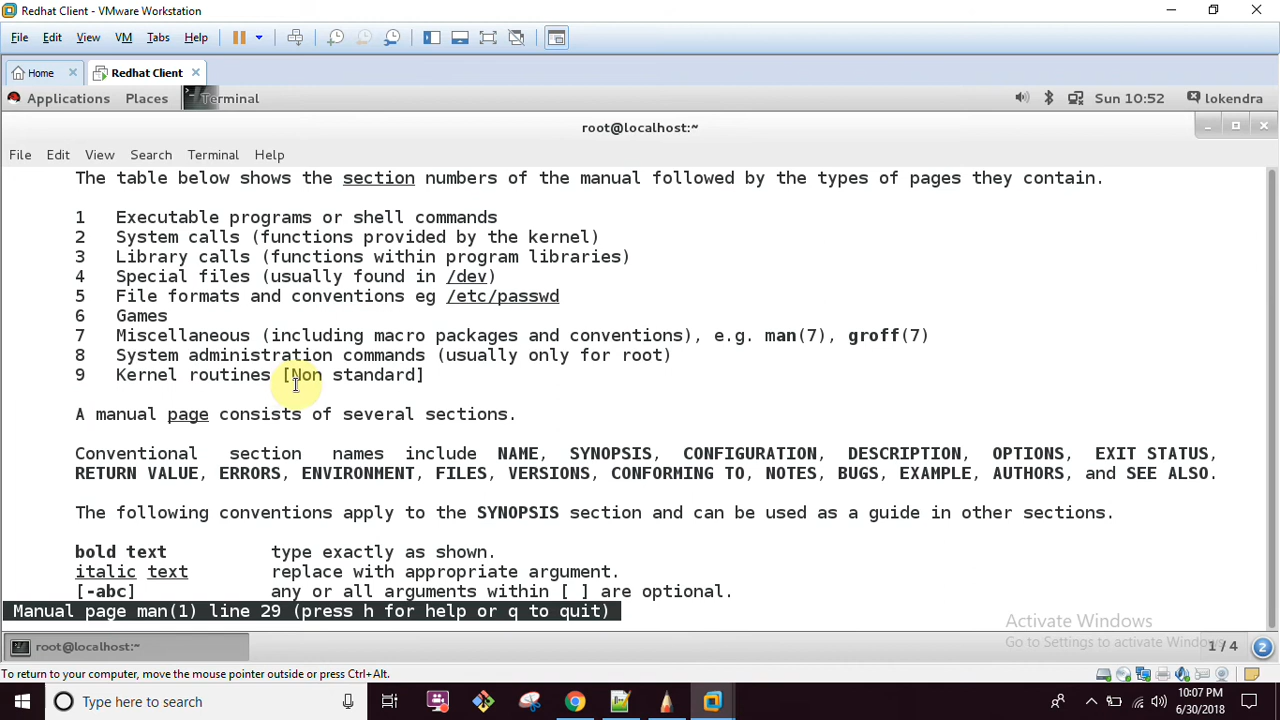 Redhat Client - VMware Workstation
File Edit View VM Tabs Help
Home Redhat Client
Applications Places Terminal Sun 10:52 lokendra
root@localhost:~
File Edit View Search Terminal Help
The table below shows the section numbers of the manual followed by the types of pages they contain.
1 Executable programs or shell commands
2 System calls (functions provided by the kernel)
3 Library calls (functions within program libraries)
4 Special files (usually found in /dev)
5 File formats and conventions eg /etc/passwd
6 Games
7 Miscellaneous (including macro packages and conventions), e.g. man(7), groff(7)
8 System administration commands (usually only for root)
9 Kernel routines [Non standard]
A manual page consists of several sections.
Conventional section names include NAME, SYNOPSIS, CONFIGURATION, DESCRIPTION, OPTIONS, EXIT STATUS,
RETURN VALUE, ERRORS, ENVIRONMENT, FILES, VERSIONS, CONFORMING TO, NOTES, BUGS, EXAMPLE, AUTHORS, and SEE ALSO.
The following conventions apply to the SYNOPSIS section and can be used as a guide in other sections.
bold text type exactly as shown.
italic text replace with appropriate argument.
[-abc] any or all arguments within [ ] are optional.
Manual page man(1) line 29 (press h for help or q to quit)
Activate Windows
Go to Settings to activate Windows.
root@localhost:~ 1 / 4 2
To return to your computer, move the mouse pointer outside or press Ctrl+Alt.
Type here to search
10:07 PM
6/30/2018